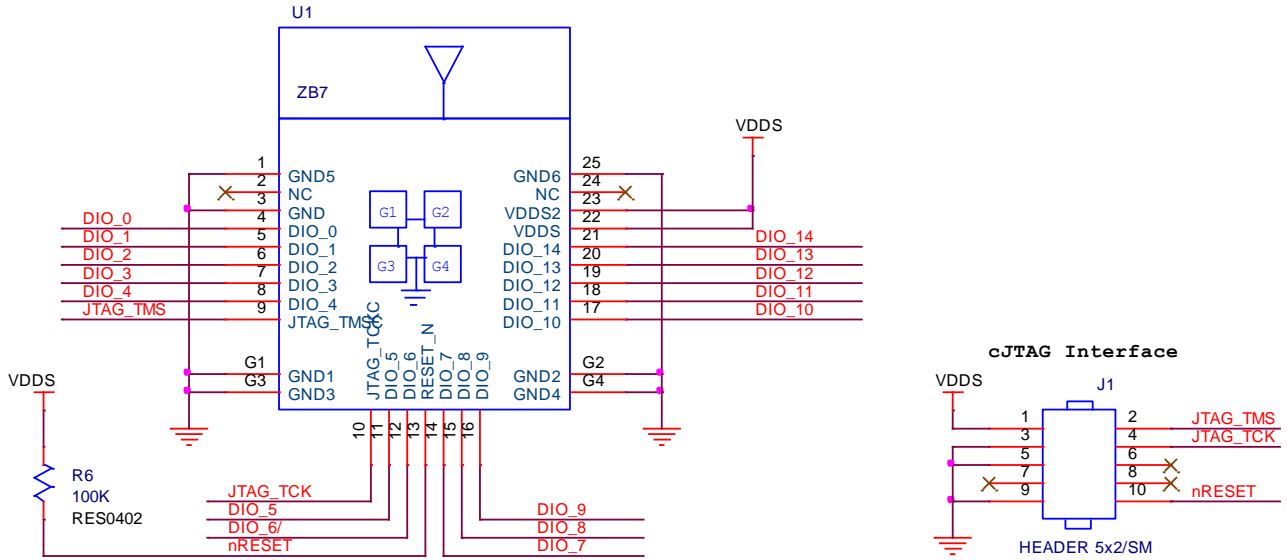 U1
ZB7
VDDS
1 GND5 GND6 25
2 NC NC 24
3 GND VDDS2 23
DIO_0 4 DIO_0 VDDS 22
DIO_1 5 DIO_1 DIO_14 21 DIO_14
DIO_2 6 DIO_2 DIO_13 20 DIO_13
DIO_3 7 DIO_3 DIO_12 19 DIO_12
DIO_4 8 DIO_4 DIO_11 18 DIO_11
JTAG_TMS 9 JTAG_TMSC DIO_10 17 DIO_10
G1 G2
G3 G4
G1 GND1 GND2 G2
G3 GND3 GND4 G4
JTAG_TCKC
DIO_5
DIO_6
RESET_N
DIO_7
DIO_8
DIO_9
10 11 12 13 14 15 16
VDDS
R6
100K
RES0402
JTAG_TCK
DIO_5 DIO_9
DIO_6/ DIO_8
nRESET DIO_7
cJTAG Interface
VDDS J1
1 2 JTAG_TMS
3 4 JTAG_TCK
5 6
7 8
9 10 nRESET
HEADER 5x2/SM